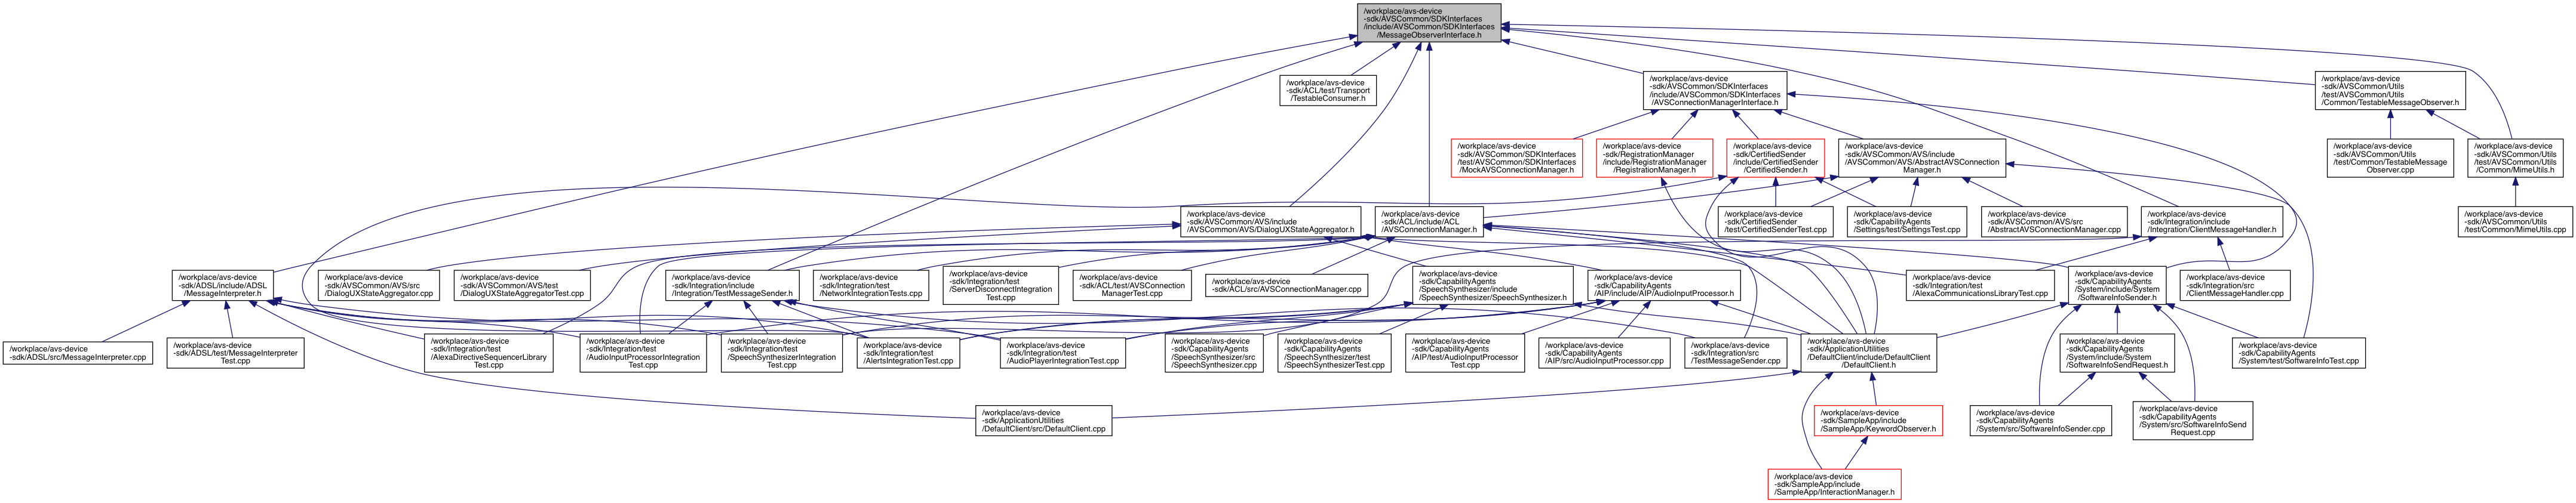 /workplace/avs-device
-sdk/AVSCommon/SDKInterfaces
/include/AVSCommon/SDKInterfaces
/MessageObserverInterface.h
/workplace/avs-device
-sdk/ACL/test/Transport
/TestableConsumer.h
/workplace/avs-device
-sdk/AVSCommon/SDKInterfaces
/include/AVSCommon/SDKInterfaces
/AVSConnectionManagerInterface.h
/workplace/avs-device
-sdk/AVSCommon/Utils
/test/AVSCommon/Utils
/Common/TestableMessageObserver.h
/workplace/avs-device
-sdk/AVSCommon/SDKInterfaces
/test/AVSCommon/SDKInterfaces
/MockAVSConnectionManager.h
/workplace/avs-device
-sdk/RegistrationManager
/include/RegistrationManager
/RegistrationManager.h
/workplace/avs-device
-sdk/CertifiedSender
/include/CertifiedSender
/CertifiedSender.h
/workplace/avs-device
-sdk/AVSCommon/AVS/include
/AVSCommon/AVS/AbstractAVSConnection
Manager.h
/workplace/avs-device
-sdk/AVSCommon/Utils
/test/Common/TestableMessage
Observer.cpp
/workplace/avs-device
-sdk/AVSCommon/Utils
/test/AVSCommon/Utils
/Common/MimeUtils.h
/workplace/avs-device
-sdk/AVSCommon/AVS/include
/AVSCommon/AVS/DialogUXStateAggregator.h
/workplace/avs-device
-sdk/ACL/include/ACL
/AVSConnectionManager.h
/workplace/avs-device
-sdk/CertifiedSender
/test/CertifiedSenderTest.cpp
/workplace/avs-device
-sdk/CapabilityAgents
/Settings/test/SettingsTest.cpp
/workplace/avs-device
-sdk/AVSCommon/AVS/src
/AbstractAVSConnectionManager.cpp
/workplace/avs-device
-sdk/Integration/include
/Integration/ClientMessageHandler.h
/workplace/avs-device
-sdk/AVSCommon/Utils
/test/Common/MimeUtils.cpp
/workplace/avs-device
-sdk/ADSL/include/ADSL
/MessageInterpreter.h
/workplace/avs-device
-sdk/AVSCommon/AVS/src
/DialogUXStateAggregator.cpp
/workplace/avs-device
-sdk/AVSCommon/AVS/test
/DialogUXStateAggregatorTest.cpp
/workplace/avs-device
-sdk/Integration/include
/Integration/TestMessageSender.h
/workplace/avs-device
-sdk/Integration/test
/NetworkIntegrationTests.cpp
/workplace/avs-device
-sdk/Integration/test
/ServerDisconnectIntegration
Test.cpp
/workplace/avs-device
-sdk/ACL/test/AVSConnection
ManagerTest.cpp
/workplace/avs-device
-sdk/ACL/src/AVSConnectionManager.cpp
/workplace/avs-device
-sdk/CapabilityAgents
/SpeechSynthesizer/include
/SpeechSynthesizer/SpeechSynthesizer.h
/workplace/avs-device
-sdk/CapabilityAgents
/AIP/include/AIP/AudioInputProcessor.h
/workplace/avs-device
-sdk/Integration/test
/AlexaCommunicationsLibraryTest.cpp
/workplace/avs-device
-sdk/CapabilityAgents
/System/include/System
/SoftwareInfoSender.h
/workplace/avs-device
-sdk/Integration/src
/ClientMessageHandler.cpp
/workplace/avs-device
-sdk/ADSL/src/MessageInterpreter.cpp
/workplace/avs-device
-sdk/ADSL/test/MessageInterpreter
Test.cpp
/workplace/avs-device
-sdk/Integration/test
/AlexaDirectiveSequencerLibrary
Test.cpp
/workplace/avs-device
-sdk/Integration/test
/AudioInputProcessorIntegration
Test.cpp
/workplace/avs-device
-sdk/Integration/test
/SpeechSynthesizerIntegration
Test.cpp
/workplace/avs-device
-sdk/Integration/test
/AlertsIntegrationTest.cpp
/workplace/avs-device
-sdk/Integration/test
/AudioPlayerIntegrationTest.cpp
/workplace/avs-device
-sdk/CapabilityAgents
/SpeechSynthesizer/src
/SpeechSynthesizer.cpp
/workplace/avs-device
-sdk/CapabilityAgents
/SpeechSynthesizer/test
/SpeechSynthesizerTest.cpp
/workplace/avs-device
-sdk/CapabilityAgents
/AIP/test/AudioInputProcessor
Test.cpp
/workplace/avs-device
-sdk/CapabilityAgents
/AIP/src/AudioInputProcessor.cpp
/workplace/avs-device
-sdk/Integration/src
/TestMessageSender.cpp
/workplace/avs-device
-sdk/ApplicationUtilities
/DefaultClient/include/DefaultClient
/DefaultClient.h
/workplace/avs-device
-sdk/CapabilityAgents
/System/include/System
/SoftwareInfoSendRequest.h
/workplace/avs-device
-sdk/CapabilityAgents
/System/test/SoftwareInfoTest.cpp
/workplace/avs-device
-sdk/ApplicationUtilities
/DefaultClient/src/DefaultClient.cpp
/workplace/avs-device
-sdk/SampleApp/include
/SampleApp/KeywordObserver.h
/workplace/avs-device
-sdk/CapabilityAgents
/System/src/SoftwareInfoSender.cpp
/workplace/avs-device
-sdk/CapabilityAgents
/System/src/SoftwareInfoSend
Request.cpp
/workplace/avs-device
-sdk/SampleApp/include
/SampleApp/InteractionManager.h